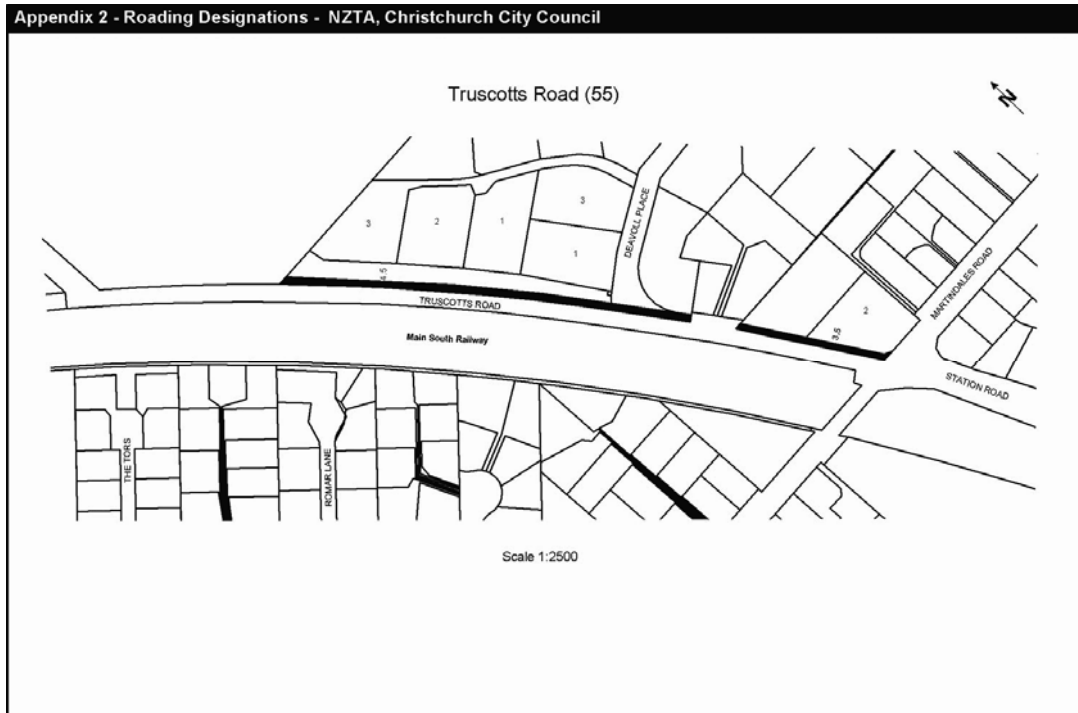 Appendix 2 - Roading Designations - NZTA, Christchurch City Council
Truscotts Road (55)
N
3
2
1
3
1
DEAVOLL PLACE
4.5
TRUSCOTTS ROAD
Main South Railway
2
3.5
MARTINDALES ROAD
STATION ROAD
THE TORS
ROMAR LANE
Scale 1:2500